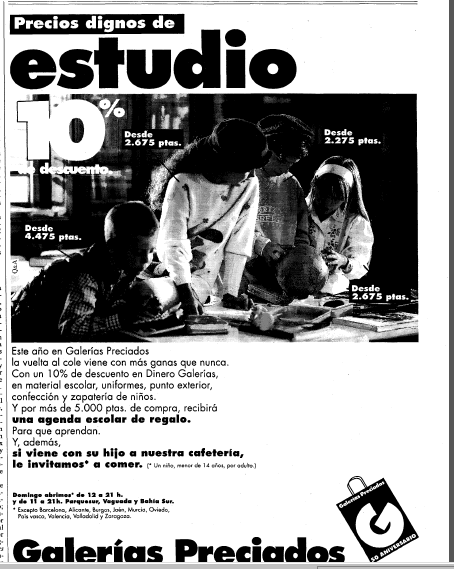 Precios dignos de
estudio
10%
de descuento.
Desde
2.675 ptas.
Desde
2.275 ptas.
Desde
4.475 ptas.
Desde
2.675 ptas.
Este año en Galerías Preciados
la vuelta al cole viene con más ganas que nunca.
Con un 10% de descuento en Dinero Galerías,
en material escolar, uniformes, punto exterior,
confección y zapatería de niños.
Y por más de 5.000 ptas. de compra, recibirá
una agenda escolar de regalo.
Para que aprendan.
Y, además,
si viene con su hijo a nuestra cafetería,
le invitamos* a comer. (* Un niño, menor de 14 años, por adulto.)
Domingo abrimos* de 12 a 21 h.
y de 11 a 21h. Parquesur, Vaguada y Bahía Sur.
* Excepto Barcelona, Alicante, Burgos, Jaén, Murcia, Oviedo,
País vasco, Valencia, Valladolid y Zaragoza.
Galerías Preciados
G
50 ANIVERSARIO
Galerías Preciados